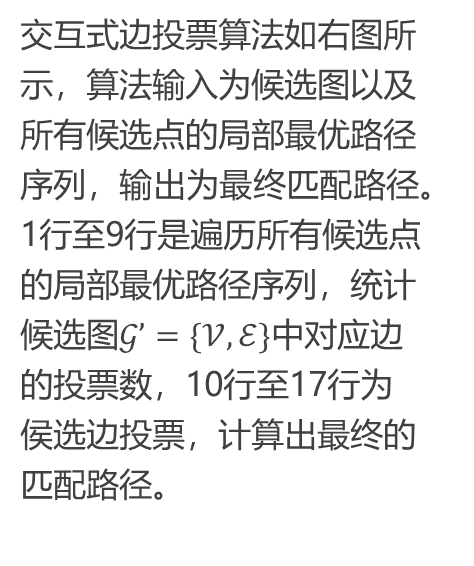 交互式边投票算法如右图所
示，算法输入为候选图以及
所有候选点的局部最优路径
序列，输出为最终匹配路径。
1行至9行是遍历所有候选点
的局部最优路径序列，统计
候选图𝒢’ = {𝒱, ℰ}中对应边
的投票数，10行至17行为
侯选边投票，计算出最终的
匹配路径。